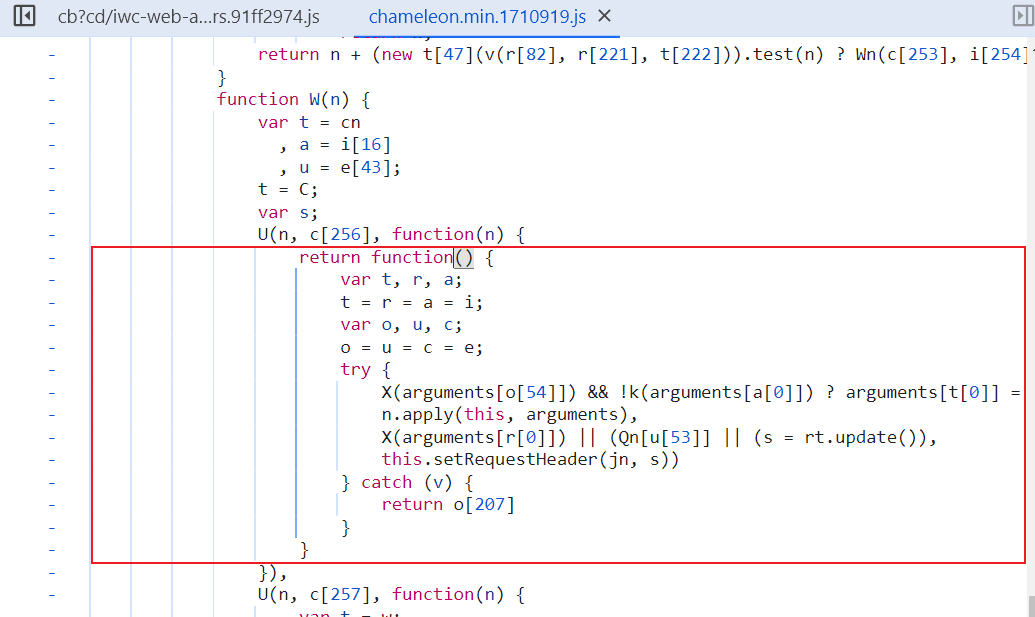 cb?cd/iwc-web-a...rs.91ff2974.js chameleon.min.1710919.js ×
return n + (new t[47](v(r[82], r[221], t[222])).test(n) ? Wn(c[253], i[254]
}
function W(n) {
var t = cn
, a = i[16]
, u = e[43];
t = C;
var s;
U(n, c[256], function(n) {
return function() {
var t, r, a;
t = r = a = i;
var o, u, c;
o = u = c = e;
try {
X(arguments[o[54]]) && !k(arguments[a[0]]) ? arguments[t[0]] =
n.apply(this, arguments),
X(arguments[r[0]]) || (Qn[u[53]] || (s = rt.update()),
this.setRequestHeader(jn, s))
} catch (v) {
return o[207]
}
}
}),
U(n, c[257], function(n) {